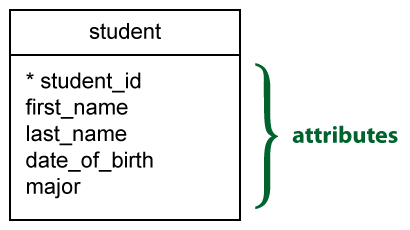 student
* student_id
first_name
last_name
date_of_birth
major
attributes